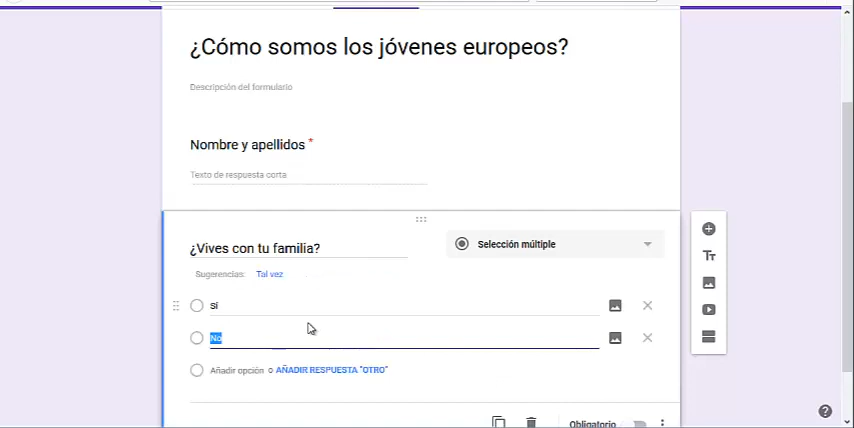 ¿Cómo somos los jóvenes europeos?
Descripción del formulario
Nombre y apellidos *
Texto de respuesta corta
¿Vives con tu familia?
Selección múltiple
Sugerencias: Tal vez
Sí
No
Añadir opción o AÑADIR RESPUESTA "OTRO"
Obligatorio